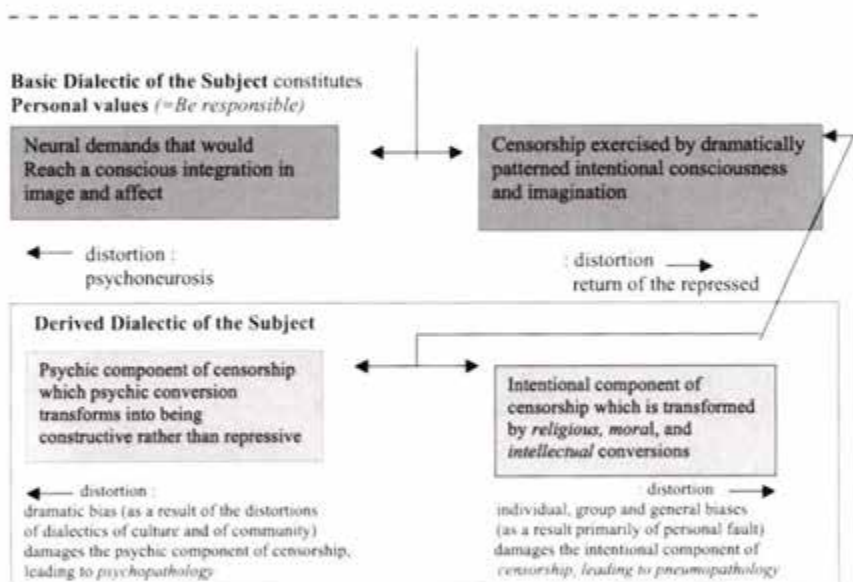 Basic Dialectic of the Subject constitutes
Personal values (=Be responsible)
Neural demands that would
Reach a conscious integration in
image and affect
Censorship exercised by dramatically
patterned intentional consciousness
and imagination
distortion :
psychoneurosis
: distortion
return of the repressed
Derived Dialectic of the Subject
Psychic component of censorship
which psychic conversion
transforms into being
constructive rather than repressive
Intentional component of
censorship which is transformed
by religious, moral, and
intellectual conversions
distortion :
dramatic bias (as a result of the distortions
of dialectics of culture and of community)
damages the psychic component of censorship,
leading to psychopathology
: distortion
individual, group and general biases
(as a result primarily of personal fault)
damages the intentional component of
censorship, leading to pneumopathology